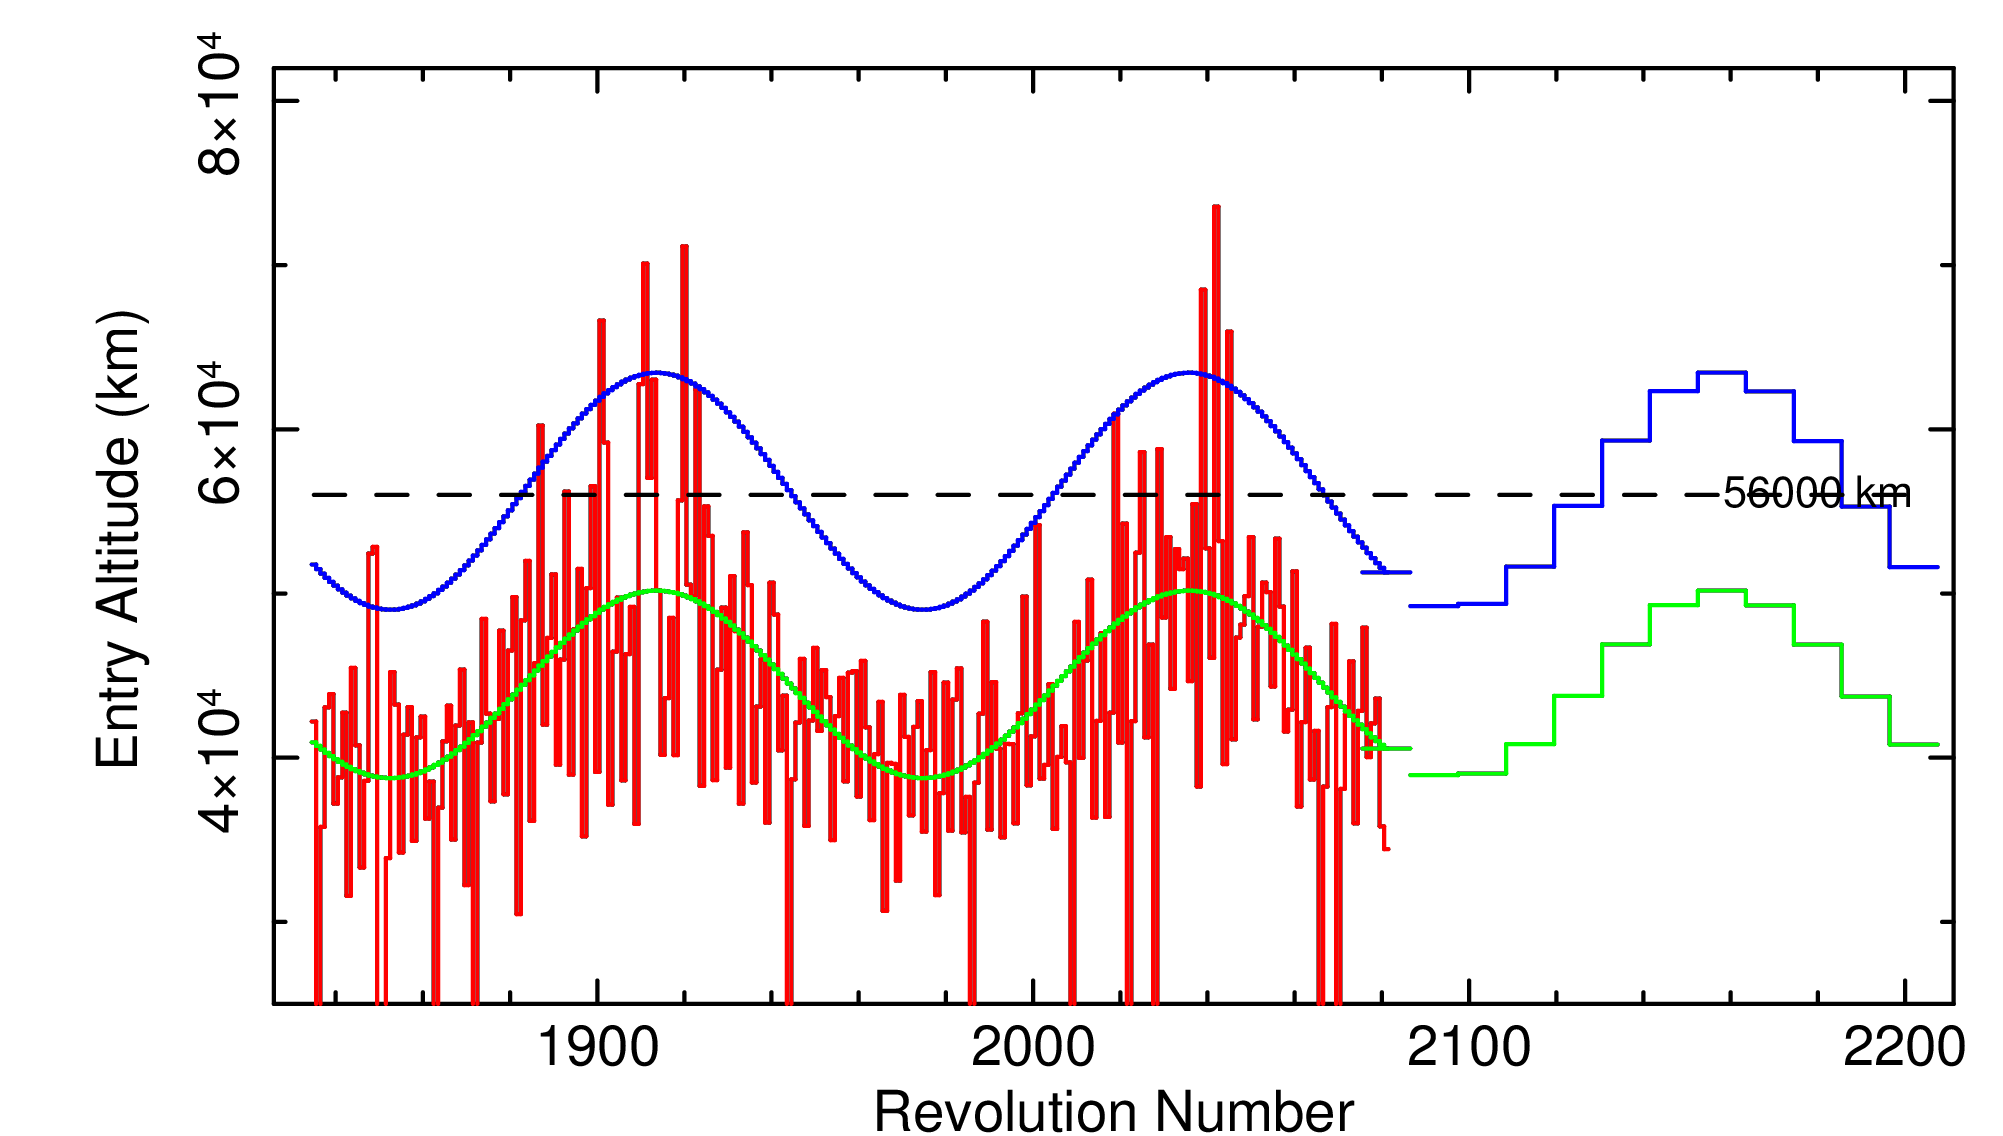 8×10⁴
6×10⁴
4×10⁴
Entry Altitude (km)
56000 km
1900 2000 2100 2200
Revolution Number